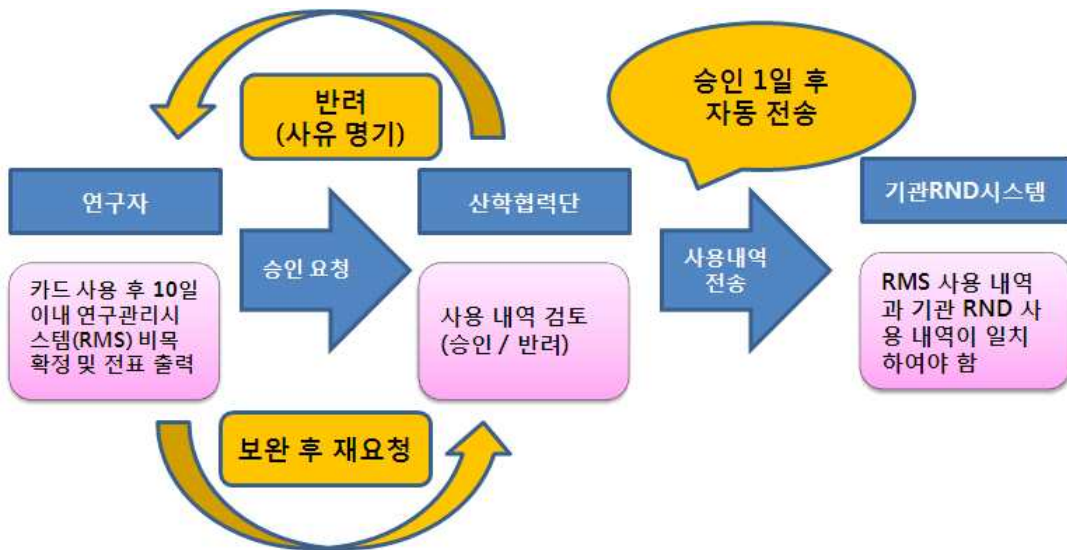 반려
(사유 명기)
승인 1일 후
자동 전송
연구자
산학협력단
기관RND시스템
승인 요청
사용내역
전송
카드 사용 후 10일
이내 연구관리시
스템(RMS) 비목
확정 및 전표 출력
사용 내역 검토
(승인 / 반려)
RMS 사용 내역
과 기관 RND 사
용 내역이 일치
하여야 함
보완 후 재요청